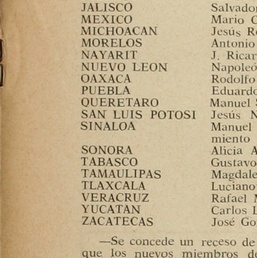 JALISCO Salvador
MEXICO Mario
MICHOACAN Jesús
MORELOS Antonio
NAYARIT J. Ricar
NUEVO LEON Napoleó
OAXACA Rodolfo
PUEBLA Eduardo
QUERETARO Manuel
SAN LUIS POTOSI Jesús
SINALOA Manuel
miento
SONORA Alicia A
TABASCO Gustavo
TAMAULIPAS Magdale
TLAXCALA Luciano
VERACRUZ Rafael
YUCATAN Carlos
ZACATECAS José Go
—Se concede un receso de
que los nuevos miembros de